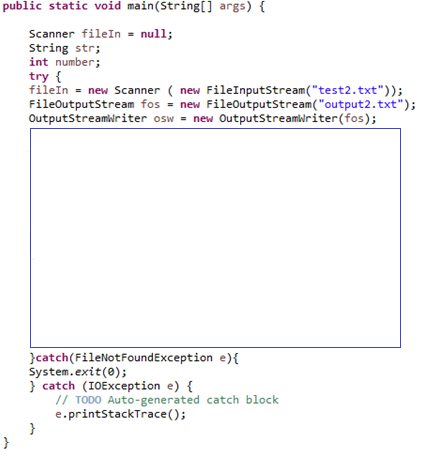 public static void main(String[] args) {
Scanner fileIn = null;
String str;
int number;
try {
fileIn = new Scanner ( new FileInputStream("test2.txt"));
FileOutputStream fos = new FileOutputStream("output2.txt");
OutputStreamWriter osw = new OutputStreamWriter(fos);
}catch(FileNotFoundException e){
System.exit(0);
} catch (IOException e) {
// TODO Auto-generated catch block
e.printStackTrace();
}
}